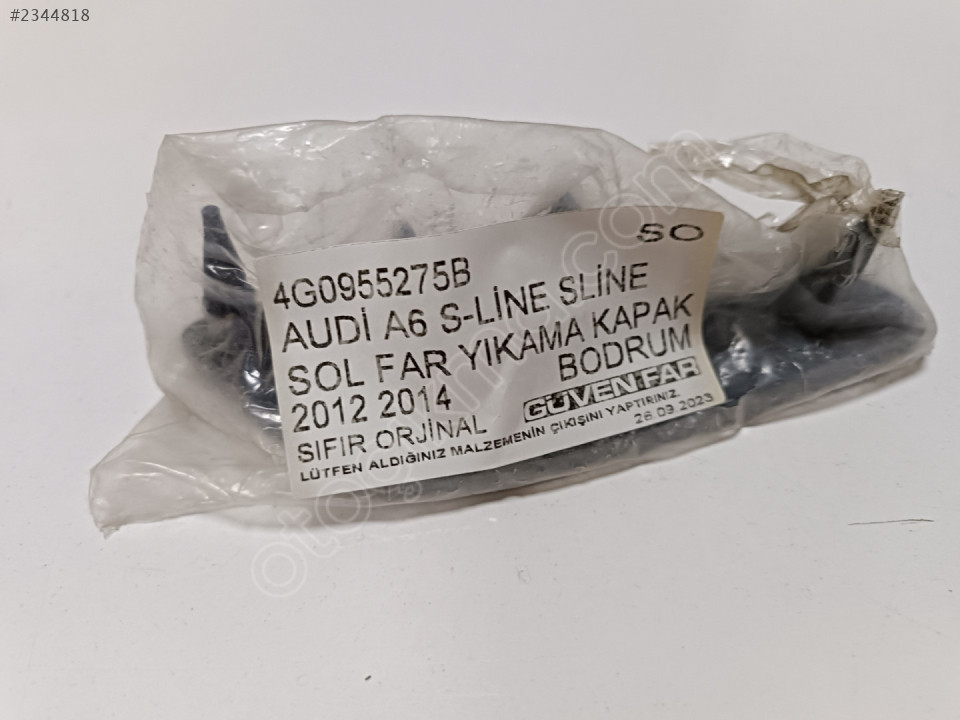 #2344818
SO
4G0955275B
AUDİ A6 S-LİNE SLİNE
SOL FAR YIKAMA KAPAK
2012 2014 BODRUM
SIFIR ORJİNAL GÜVEN FAR
LÜTFEN ALDIĞINIZ MALZEMENİN ÇIKIŞINI YAPTIRINIZ.
26.09.2023